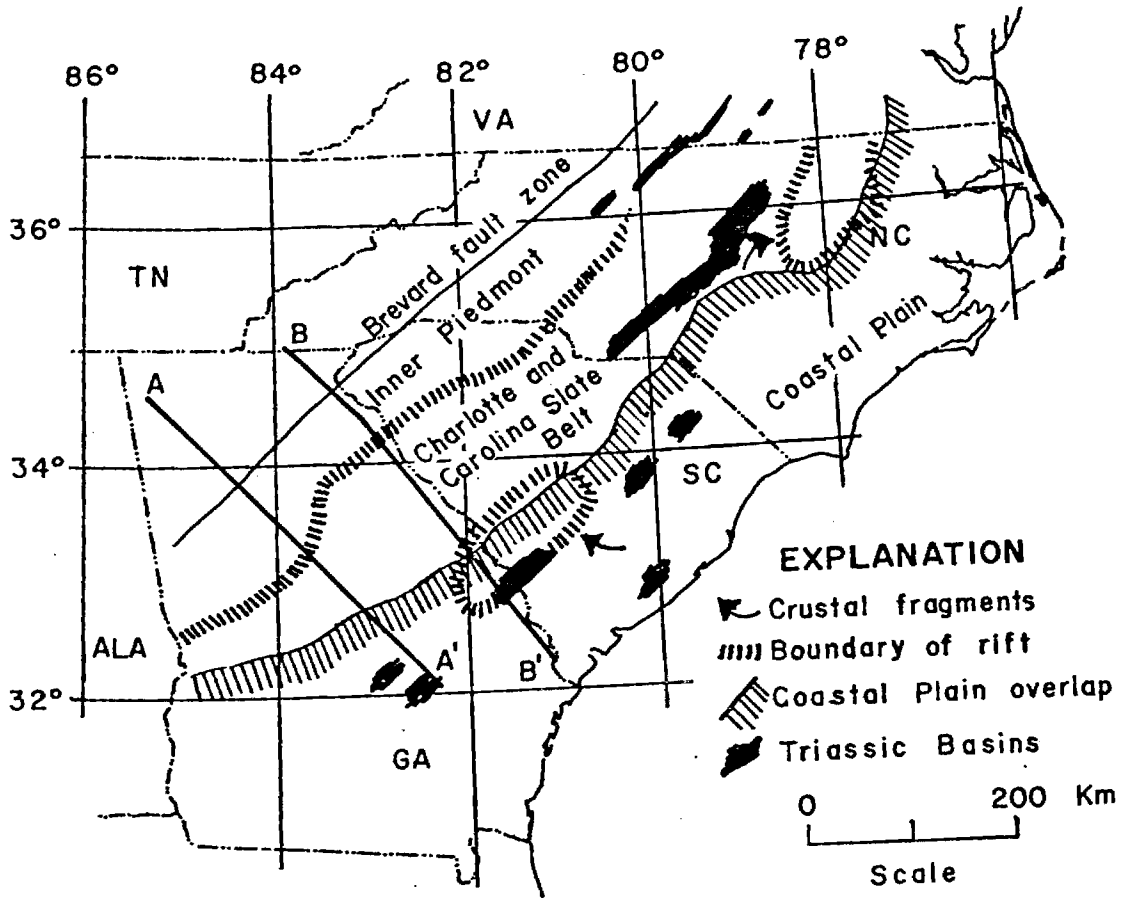 86°
84°
82°
80°
78°
VA
36°
TN
Brevard fault zone
NC
Inner Piedmont
B
A
Charlotte and
Carolina Slate
Belt
Coastal Plain
34°
SC
ALA
A'
B'
32°
GA
EXPLANATION
Crustal fragments
Boundary of rift
Coastal Plain overlap
Triassic Basins
0 200 Km
Scale